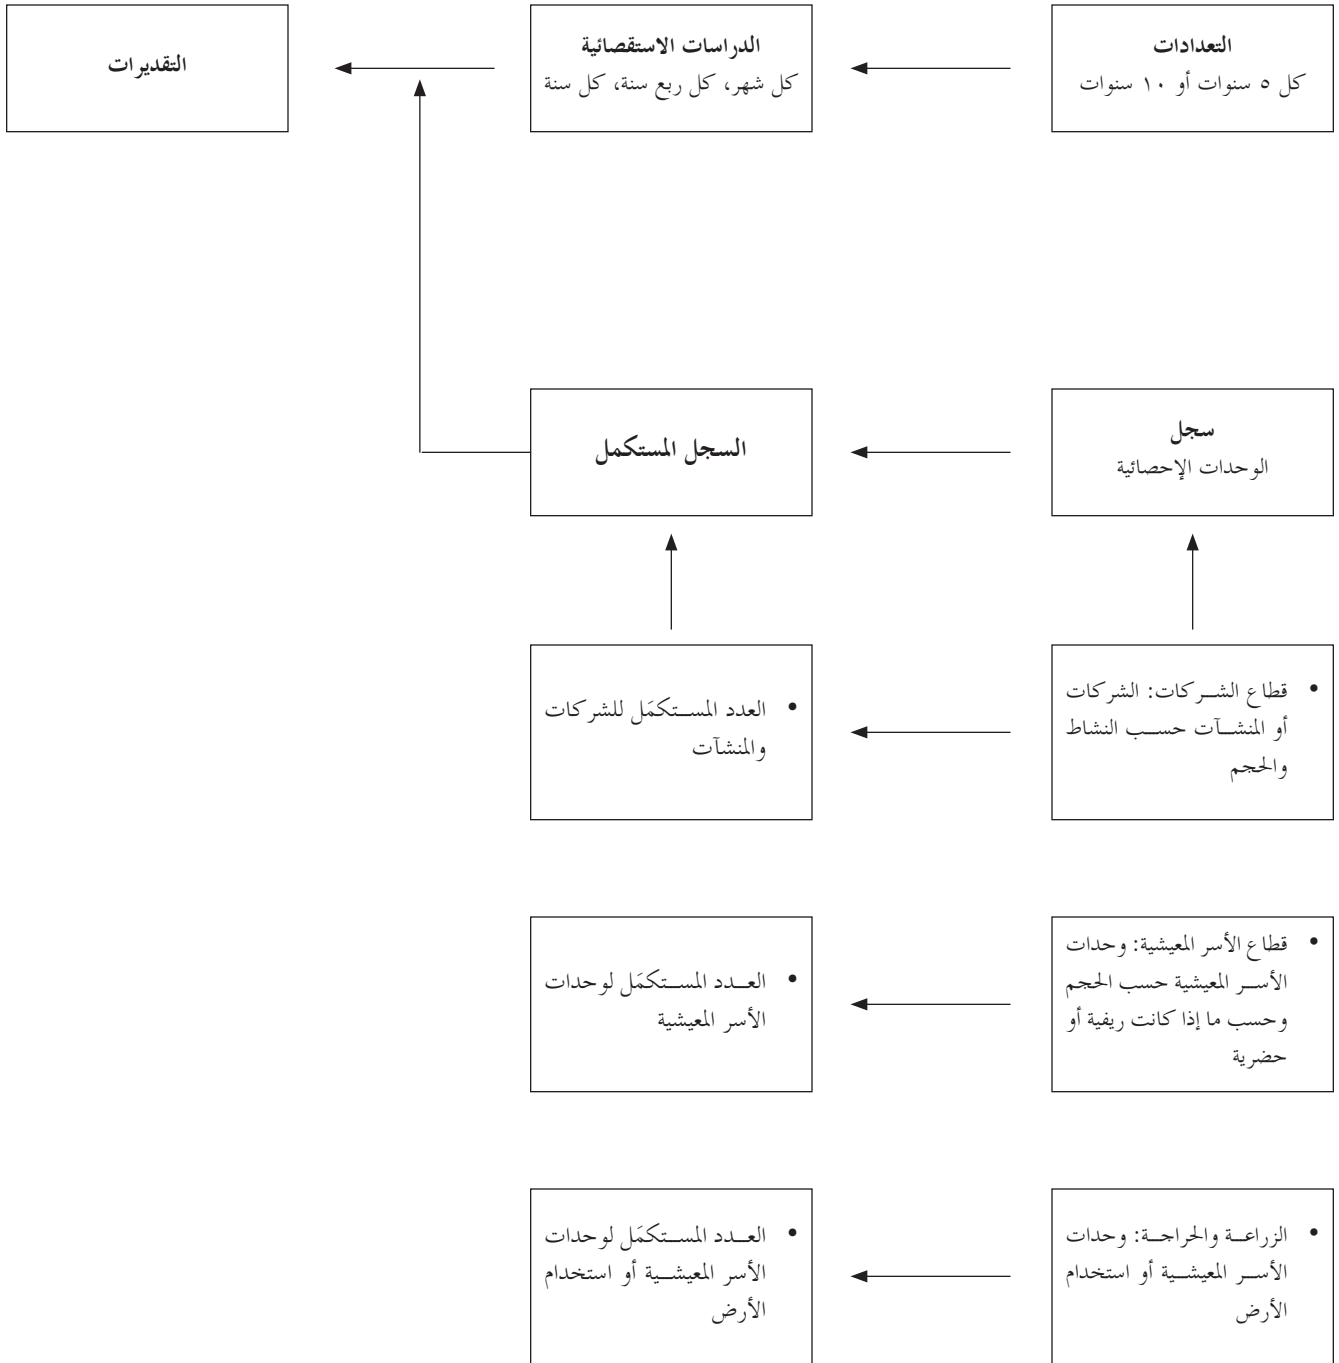 التعدادات
كل ٥ سنوات أو ١٠ سنوات
الدراسات الاستقصائية
كل شهر، كل ربع سنة، كل سنة
التقديرات
سجل
الوحدات الإحصائية
السجل المستكمل
• قطاع الشركات: الشركات
أو المنشآت حسب النشاط
والحجم
• العدد المستكمَل للشركات
والمنشآت
• قطاع الأسر المعيشية: وحدات
الأسر المعيشية حسب الحجم
وحسب ما إذا كانت ريفية أو
حضرية
• العدد المستكمَل لوحدات
الأسر المعيشية
• الزراعة والحراجة: وحدات
الأسر المعيشية أو استخدام
الأرض
• العدد المستكمَل لوحدات
الأسر المعيشية أو استخدام
الأرض